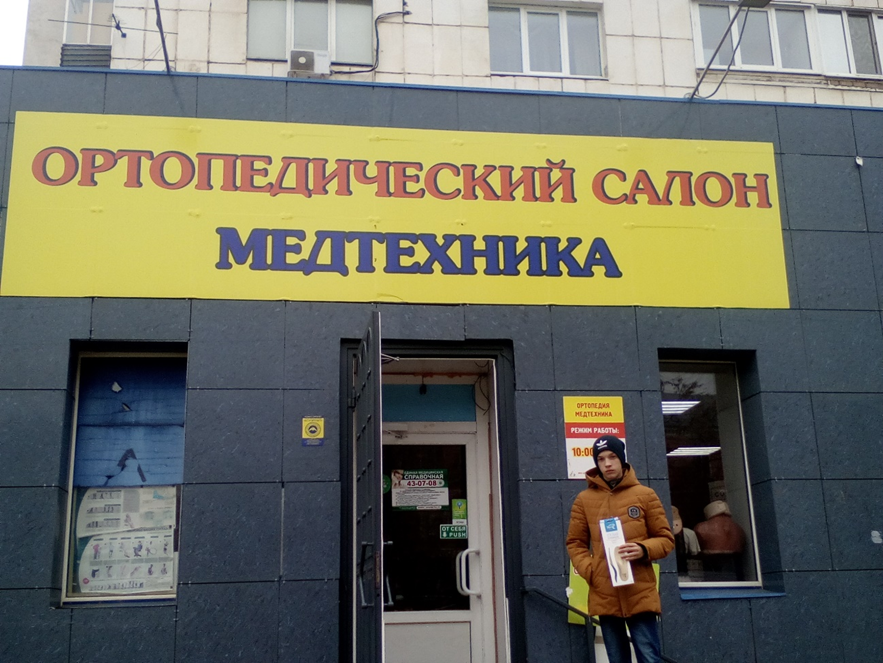 ОРТОПЕДИЧЕСКИЙ САЛОН
МЕДТЕХНИКА
ОРТОПЕДИЯ
МЕДТЕХНИКА
РЕЖИМ РАБОТЫ:
10:00
СПРАВОЧНАЯ
43-07-08
ОТ СЕБЯ
PUSH